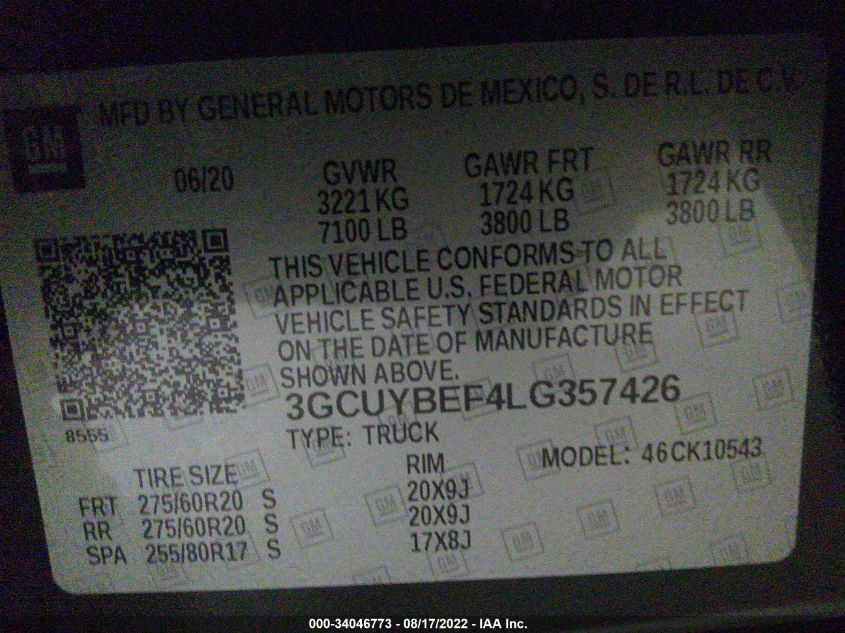 MFD BY GENERAL MOTORS DE MEXICO, S. DE R.L. DE C.V.
GM
06/20
GVWR GAWR FRT GAWR RR
3221 KG 1724 KG 1724 KG
7100 LB 3800 LB 3800 LB
THIS VEHICLE CONFORMS TO ALL
APPLICABLE U.S. FEDERAL MOTOR
VEHICLE SAFETY STANDARDS IN EFFECT
ON THE DATE OF MANUFACTURE
SHOWN ABOVE.
3GCUYBEF4LG357426
8555
TYPE: TRUCK
MODEL: 46CK10543
TIRE SIZE RIM
FRT 275/60R20 S 20X9J
RR 275/60R20 S 20X9J
SPA 255/80R17 S 17X8J
000-34046773 - 08/17/2022 - IAA Inc.